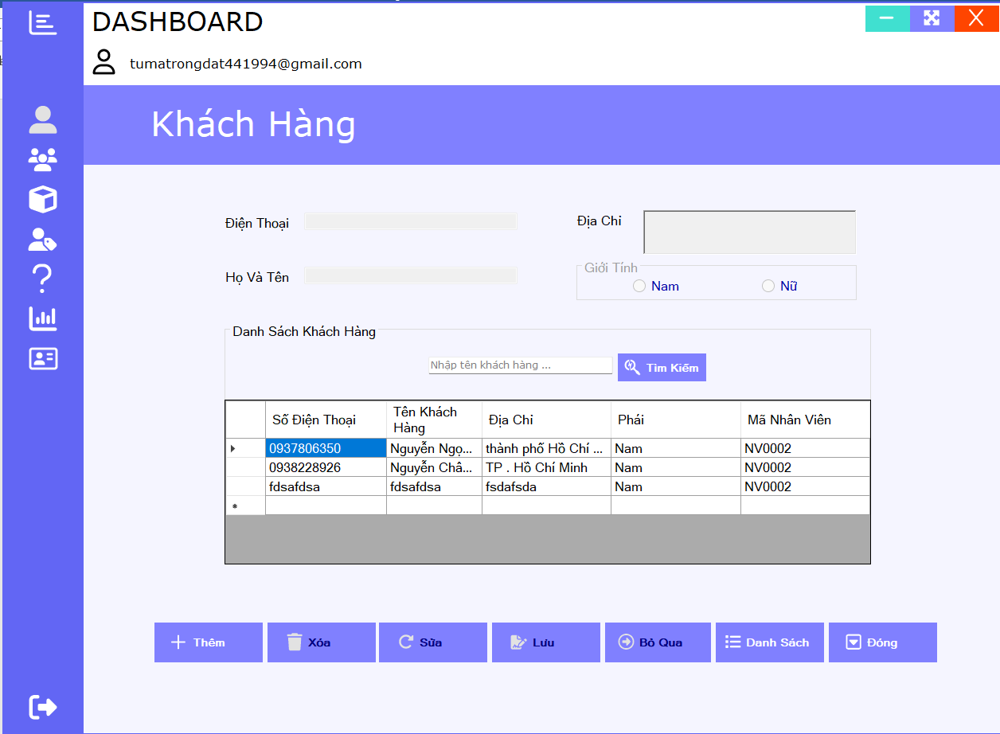 DASHBOARD
tumatrongdat441994@gmail.com
Khách Hàng
Điện Thoại
Địa Chỉ
Họ Và Tên
Giới Tính
Nam
Nữ
Danh Sách Khách Hàng
Nhập tên khách hàng ...
Tìm Kiếm
Số Điện Thoại
Tên Khách
Hàng
Địa Chỉ
Phái
Mã Nhân Viên
0937806350
Nguyễn Ngọ...
thành phố Hồ Chí ...
Nam
NV0002
0938228926
Nguyễn Châ...
TP . Hồ Chí Minh
Nam
NV0002
fdsafdsa
fdsafdsa
fsdafsda
Nam
NV0002
Thêm
Xóa
Sửa
Lưu
Bỏ Qua
Danh Sách
Đóng